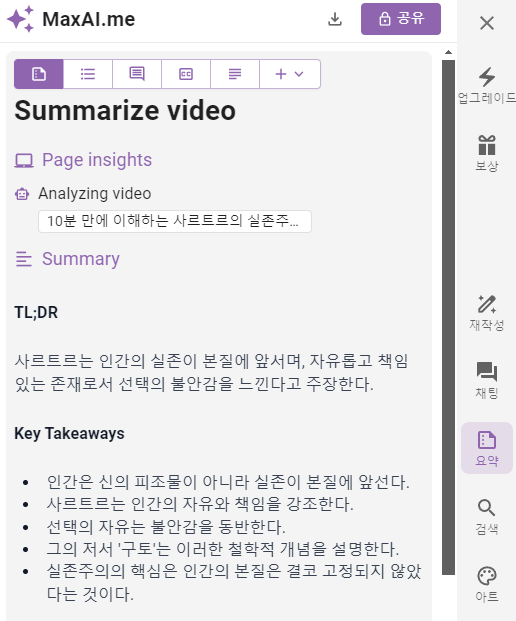 MaxAI.me
공유
Summarize video
Page insights
Analyzing video
10분 만에 이해하는 사르트르의 실존주...
Summary
TL;DR
사르트르는 인간의 실존이 본질에 앞서며, 자유롭고 책임
있는 존재로서 선택의 불안감을 느낀다고 주장한다.
Key Takeaways
인간은 신의 피조물이 아니라 실존이 본질에 앞선다.
사르트르는 인간의 자유와 책임을 강조한다.
선택의 자유는 불안감을 동반한다.
그의 저서 '구토'는 이러한 철학적 개념을 설명한다.
실존주의의 핵심은 인간의 본질은 결코 고정되지 않았
다는 것이다.
업그레이드
보상
재작성
채팅
요약
검색
아트